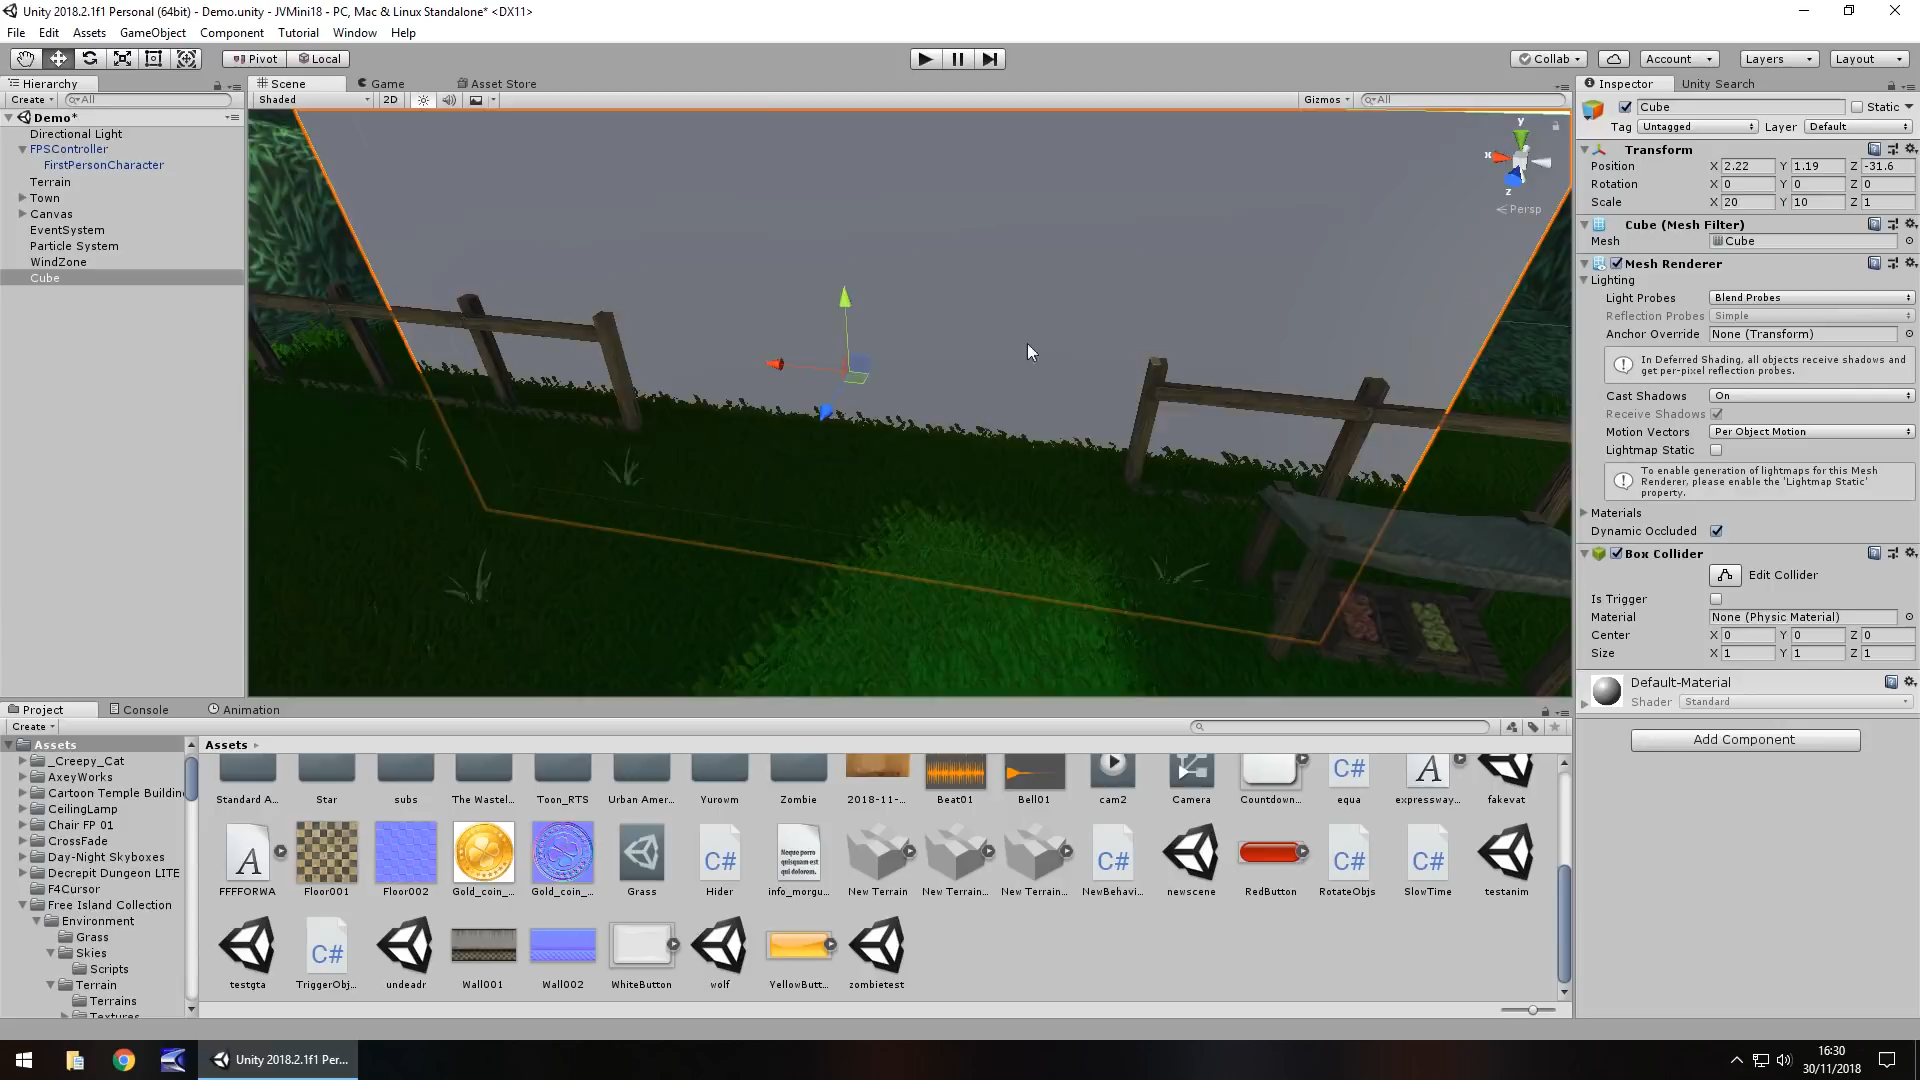 Unity 2018.2.1f1 Personal (64bit) - Demo.unity - JVMini18 - PC, Mac & Linux Standalone* <DX11>
File Edit Assets GameObject Component Tutorial Window Help
Pivot Local Collab Account Layers Layout
Hierarchy Scene Game Asset Store Inspector Unity Search
Create All Shaded 2D Gizmos All
Demo*
Directional Light
FPSController
FirstPersonCharacter
Terrain
Town
Canvas
EventSystem
Particle System
WindZone
Cube
y
x
z
Persp
Cube Static
Tag Untagged Layer Default
Transform
Position X 2.22 Y 1.19 Z -31.6
Rotation X 0 Y 0 Z 0
Scale X 20 Y 10 Z 1
Cube (Mesh Filter)
Mesh Cube
Mesh Renderer
Lighting
Light Probes Blend Probes
Reflection Probes Simple
Anchor Override None (Transform)
In Deferred Shading, all objects receive shadows and
get per-pixel reflection probes.
Cast Shadows On
Receive Shadows
Motion Vectors Per Object Motion
Lightmap Static
To enable generation of lightmaps for this Mesh
Renderer, please enable the 'Lightmap Static'
property.
Materials
Dynamic Occluded
Box Collider
Edit Collider
Is Trigger
Material None (Physic Material)
Center X 0 Y 0 Z 0
Size X 1 Y 1 Z 1
Default-Material
Shader Standard
Add Component
Project Console Animation
Create
Assets
_Creepy_Cat
AxeyWorks
Cartoon Temple Buildin
CeilingLamp
Chair FP 01
CrossFade
Day-Night Skyboxes
Decrepit Dungeon LITE
F4Cursor
Free Island Collection
Environment
Grass
Skies
Scripts
Terrain
Terrains
Textures
Assets
C# A
Standard A... Star subs The Wastel... Toon_RTS Urban Amer... Yurowm Zombie 2018-11-... Beat01 Bell01 cam2 Camera Countdown... equa expressway... fakevat
A C# Neque porro quisquam est qui dolorem. C# C# C#
FFFFORWA Floor001 Floor002 Gold_coin_... Gold_coin_... Grass Hider info_morgu... New Terrain New Terrain... New Terrain... NewBehavi... newscene RedButton RotateObjs SlowTime testanim
C#
testgta TriggerObj... undeadr Wall001 Wall002 WhiteButton wolf YellowButt... zombietest
Unity 2018.2.1f1 Per...
16:30
30/11/2018